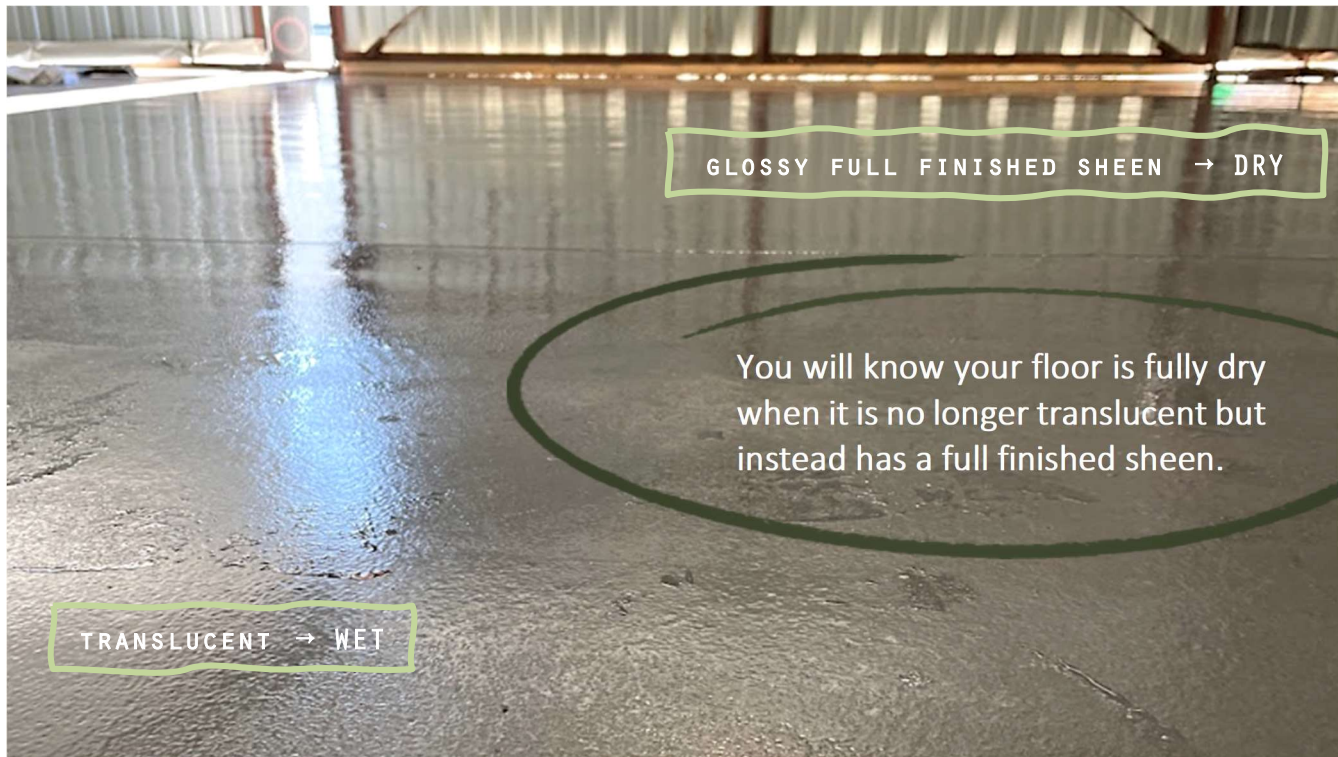 GLOSSY FULL FINISHED SHEEN → DRY
You will know your floor is fully dry
when it is no longer translucent but
instead has a full finished sheen.
TRANSLUCENT → WET